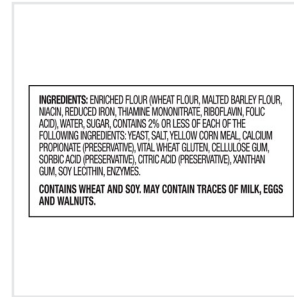 INGREDIENTS: ENRICHED FLOUR (WHEAT FLOUR, MALTED BARLEY FLOUR,
NIACIN, REDUCED IRON, THIAMINE MONONITRATE, RIBOFLAVIN, FOLIC
ACID), WATER, SUGAR, CONTAINS 2% OR LESS OF EACH OF THE
FOLLOWING INGREDIENTS: YEAST, SALT, YELLOW CORN MEAL, CALCIUM
PROPIONATE (PRESERVATIVE), VITAL WHEAT GLUTEN, CELLULOSE GUM,
SORBIC ACID (PRESERVATIVE), CITRIC ACID (PRESERVATIVE), XANTHAN
GUM, SOY LECITHIN, ENZYMES.
CONTAINS WHEAT AND SOY. MAY CONTAIN TRACES OF MILK, EGGS
AND WALNUTS.